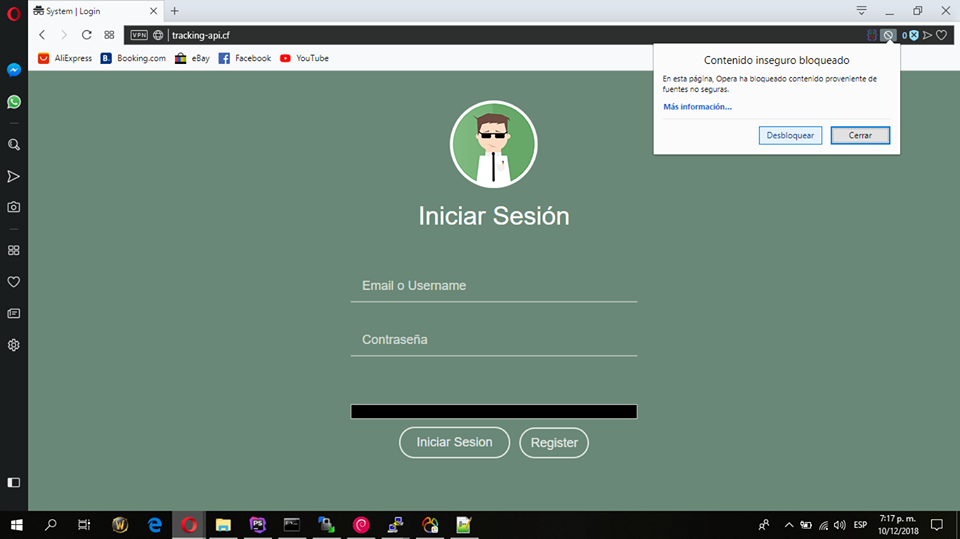 System | Login
VPN
tracking-api.cf
0
AliExpress
B. Booking.com
eBay
Facebook
YouTube
Contenido inseguro bloqueado
En esta página, Opera ha bloqueado contenido proveniente de
fuentes no seguras.
Más información...
Desbloquear
Cerrar
Iniciar Sesión
Email o Username
Contraseña
Iniciar Sesion
Register
PS
ESP
7:17 p. m.
10/12/2018